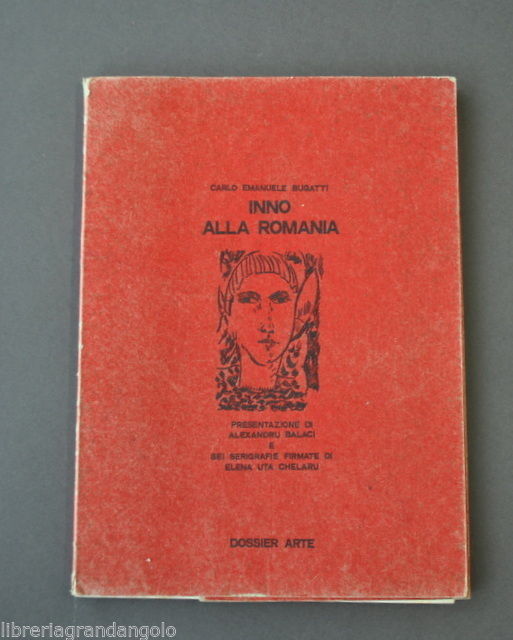 CARLO EMANUELE BUGATTI
INNO
ALLA ROMANIA
PRESENTAZIONE DI
ALEXANDRU BALACI
E
SEI SERIGRAFIE FIRMATE DI
ELENA UTA CHELARU
DOSSIER ARTE
libreriagrandangolo